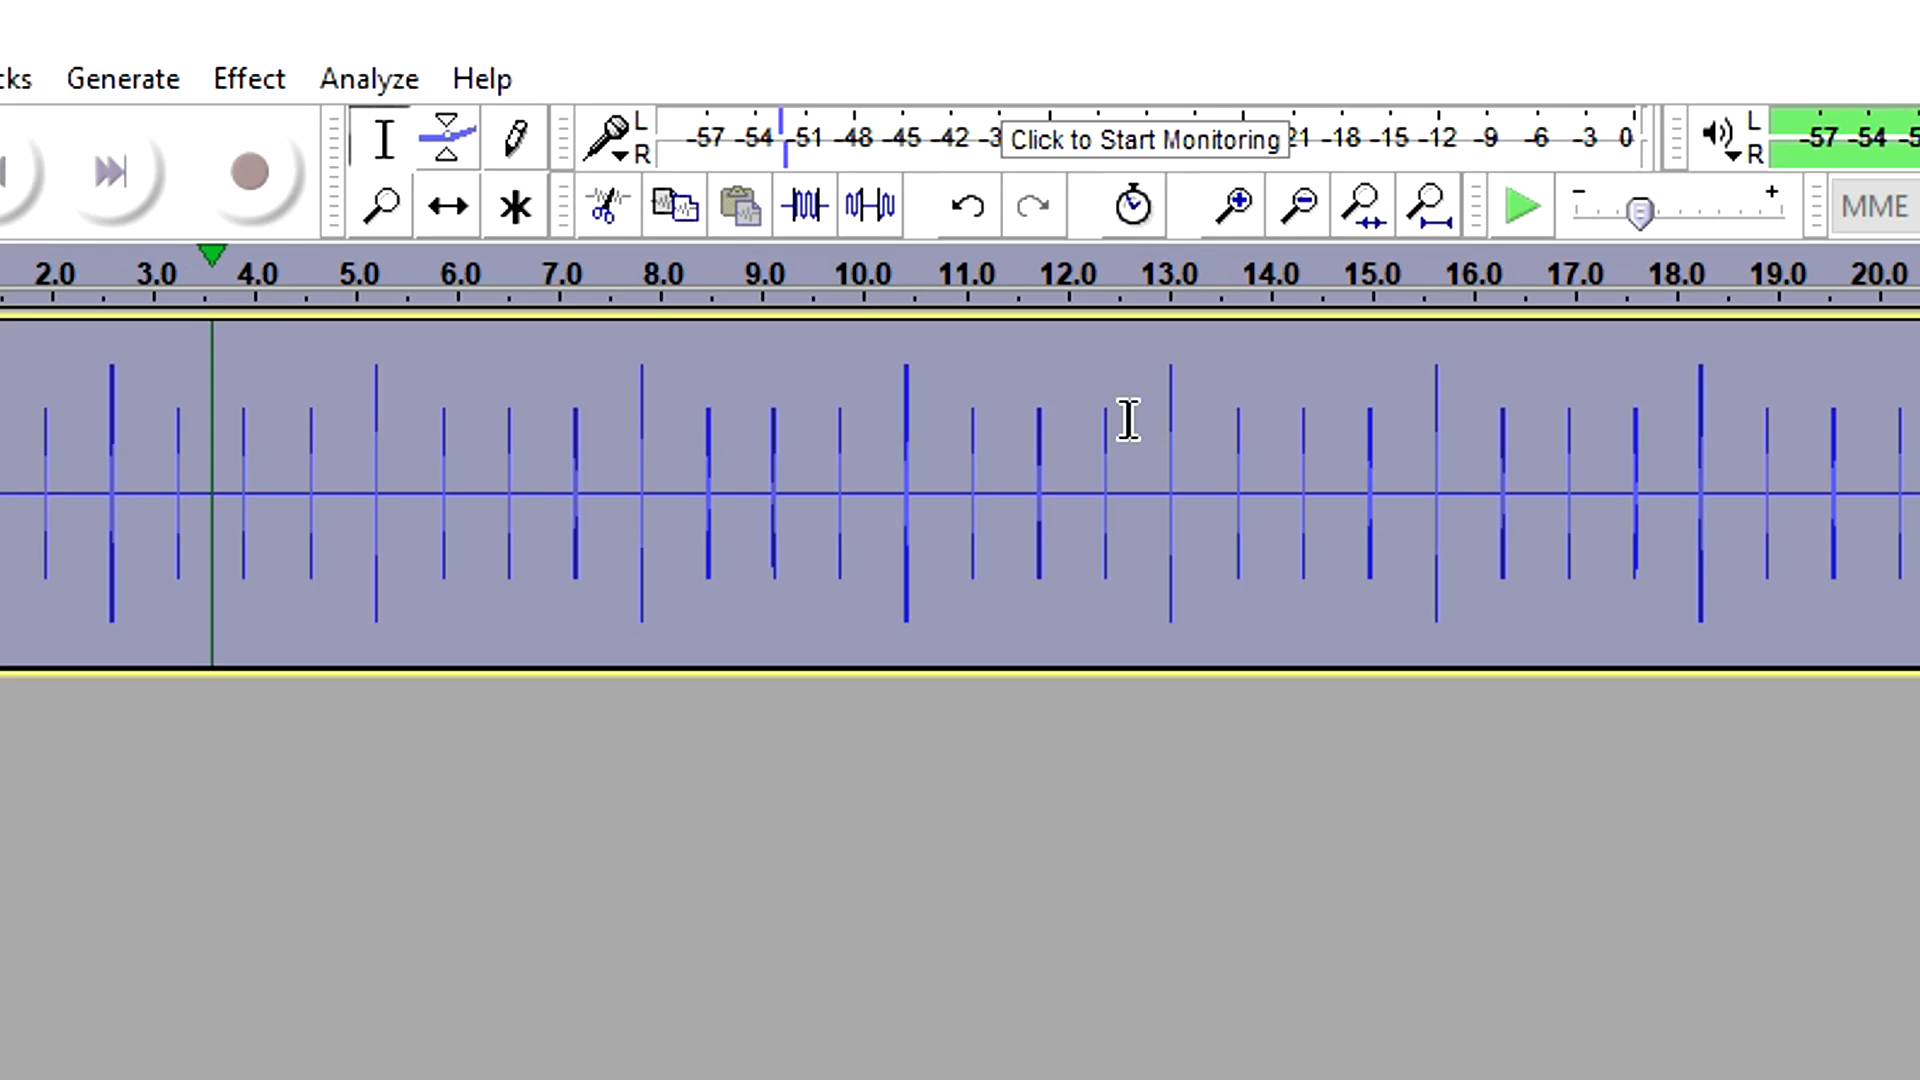 cks Generate Effect Analyze Help
L -57 -54 -51 -48 -45 -42 -3 Click to Start Monitoring 21 -18 -15 -12 -9 -6 -3 0 L -57 -54 -5
R R
- + MME
2.0 3.0 4.0 5.0 6.0 7.0 8.0 9.0 10.0 11.0 12.0 13.0 14.0 15.0 16.0 17.0 18.0 19.0 20.0